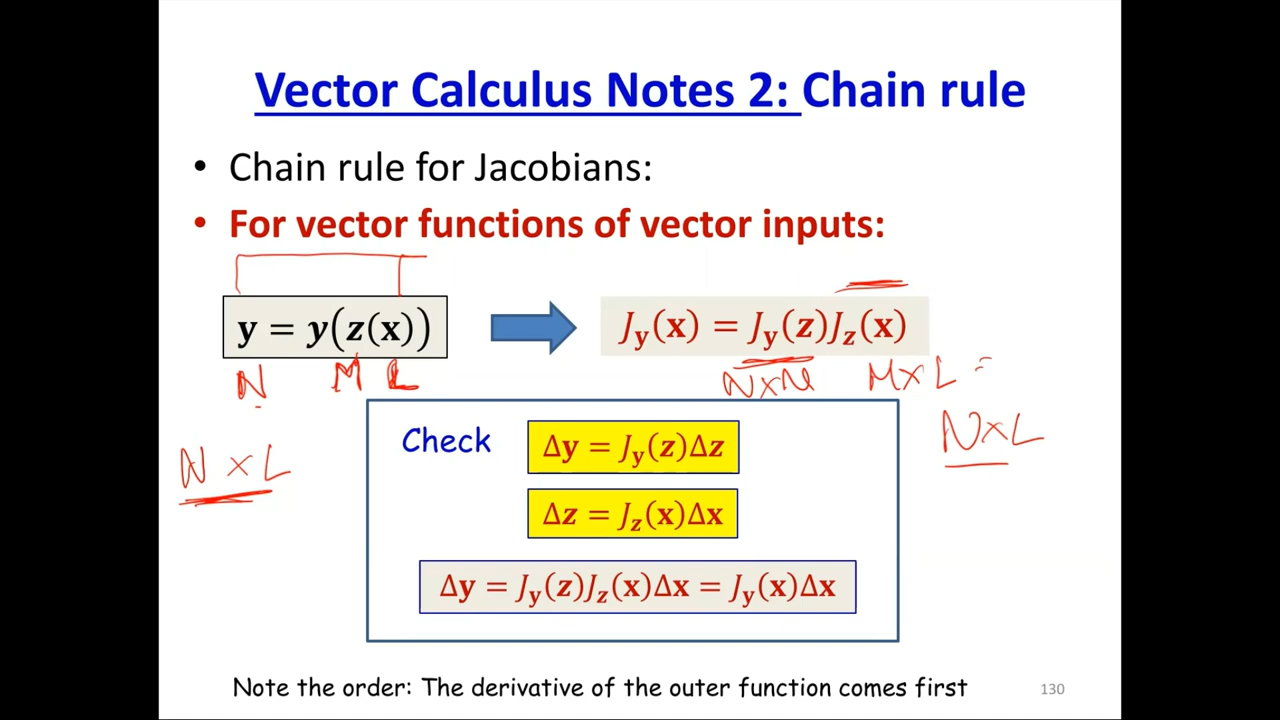 Vector Calculus Notes 2: Chain rule
• Chain rule for Jacobians:
• For vector functions of vector inputs:
y = y(z(x))
J_y(x) = J_y(z)J_z(x)
N M L
N×M M×L =
N×L
N×L
Check
Δy = J_y(z)Δz
Δz = J_z(x)Δx
Δy = J_y(z)J_z(x)Δx = J_y(x)Δx
Note the order: The derivative of the outer function comes first
130